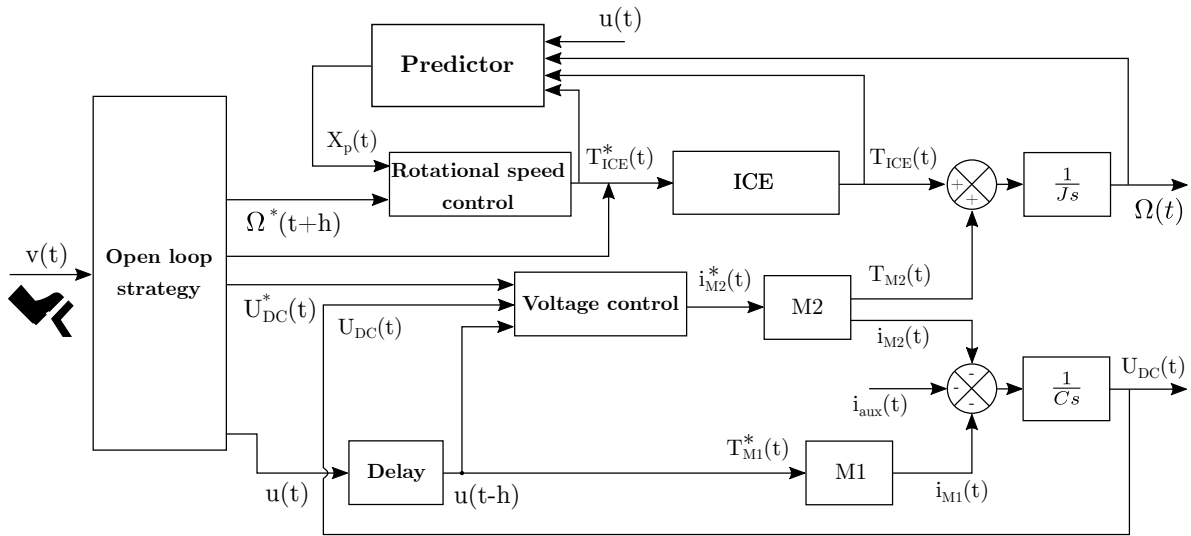 u(t)
Predictor
X_p(t)
T*_ICE(t)
T_ICE(t)
Rotational speed
control
ICE
+
+
1
Js
Ω*(t+h)
Ω(t)
v(t)
Open loop
strategy
U*_DC(t)
U_DC(t)
Voltage control
i*_M2(t)
M2
T_M2(t)
i_M2(t)
-
-
-
i_aux(t)
1
Cs
U_DC(t)
u(t)
Delay
u(t-h)
T*_M1(t)
M1
i_M1(t)